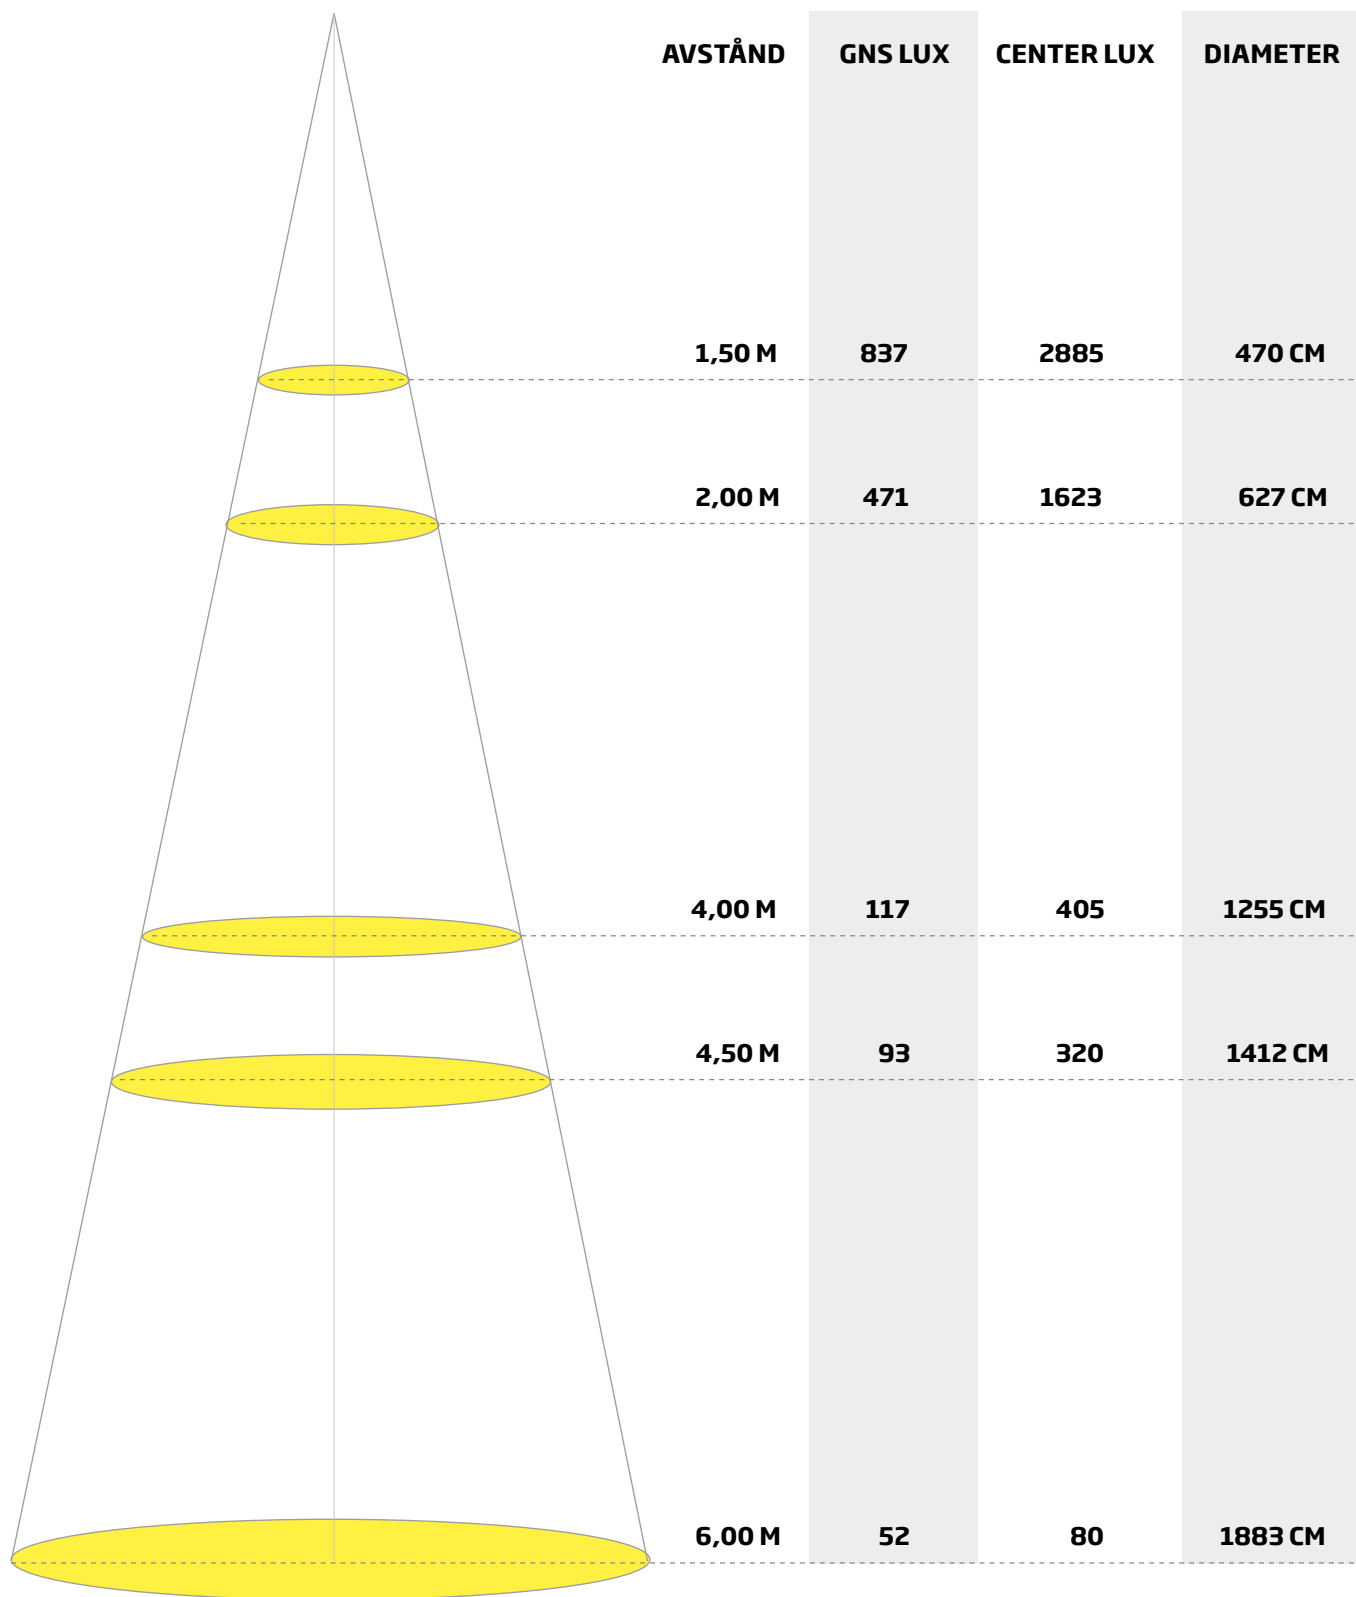 AVSTÅND GNS LUX CENTER LUX DIAMETER
1,50 M 837 2885 470 CM
2,00 M 471 1623 627 CM
4,00 M 117 405 1255 CM
4,50 M 93 320 1412 CM
6,00 M 52 80 1883 CM